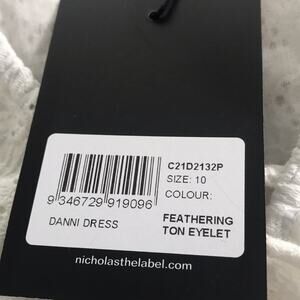 C21D2132P
SIZE: 10
COLOUR:
9 346729 919096
DANNI DRESS
FEATHERING
TON EYELET
nicholasthelabel.com